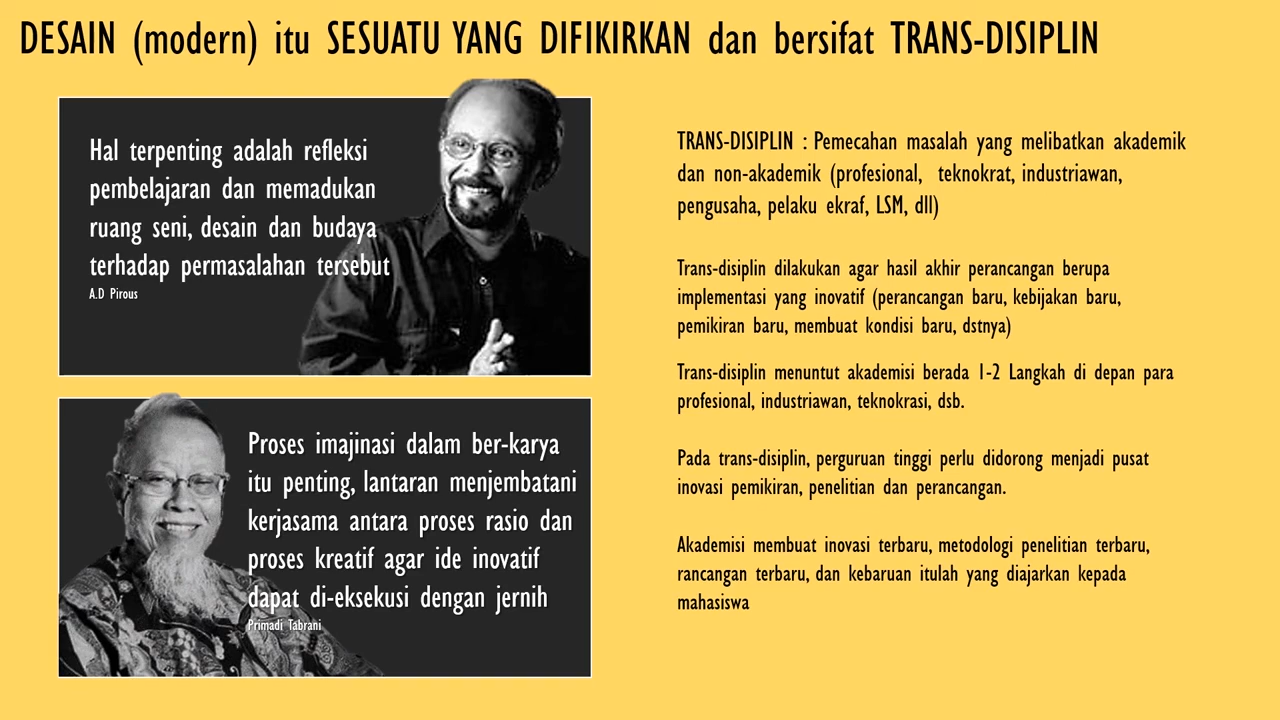 DESAIN (modern) itu SESUATU YANG DIFIKIRKAN dan bersifat TRANS-DISIPLIN
Hal terpenting adalah refleksi
pembelajaran dan memadukan
ruang seni, desain dan budaya
terhadap permasalahan tersebut
A.D Pirous
Proses imajinasi dalam ber-karya
itu penting, lantaran menjembatani
kerjasama antara proses rasio dan
proses kreatif agar ide inovatif
dapat di-eksekusi dengan jernih
Primadi Tabrani
TRANS-DISIPLIN : Pemecahan masalah yang melibatkan akademik
dan non-akademik (profesional, teknokrat, industriawan,
pengusaha, pelaku ekraf, LSM, dll)
Trans-disiplin dilakukan agar hasil akhir perancangan berupa
implementasi yang inovatif (perancangan baru, kebijakan baru,
pemikiran baru, membuat kondisi baru, dstnya)
Trans-disiplin menuntut akademisi berada 1-2 Langkah di depan para
profesional, industriawan, teknokrasi, dsb.
Pada trans-disiplin, perguruan tinggi perlu didorong menjadi pusat
inovasi pemikiran, penelitian dan perancangan.
Akademisi membuat inovasi terbaru, metodologi penelitian terbaru,
rancangan terbaru, dan kebaruan itulah yang diajarkan kepada
mahasiswa